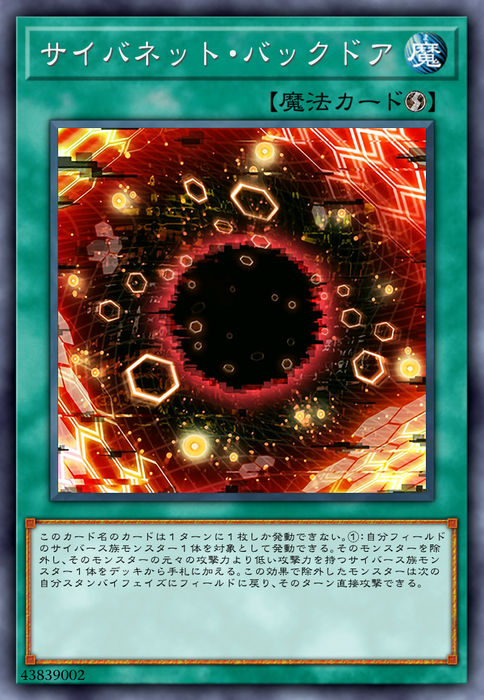 サイバネット・バックドア
魔
【魔法カード】
このカード名のカードは１ターンに１枚しか発動できない。①：自分フィールド
のサイバース族モンスター１体を対象として発動できる。そのモンスターを除
外し、そのモンスターの元々の攻撃力より低い攻撃力を持つサイバース族モン
スター１体をデッキから手札に加える。この効果で除外したモンスターは次の
自分スタンバイフェイズにフィールドに戻り、そのターン直接攻撃できる。
43839002